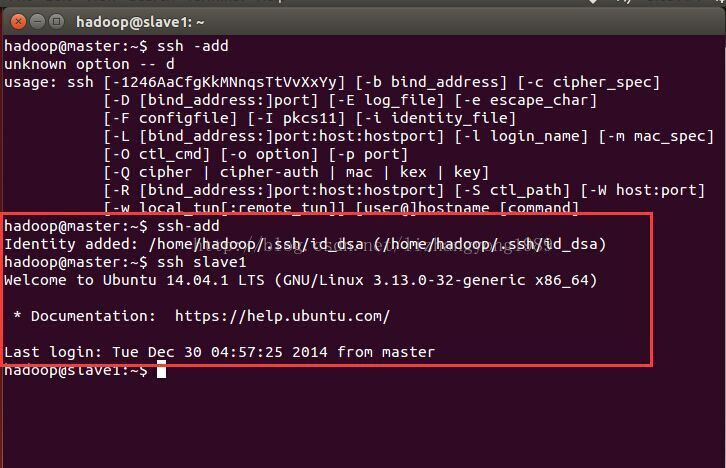 hadoop@slave1: ~
hadoop@master:~$ ssh -add
unknown option -- d
usage: ssh [-1246AaCfgKkMNnqsTtVvXxYy] [-b bind_address] [-c cipher_spec]
[-D [bind_address:]port] [-E log_file] [-e escape_char]
[-F configfile] [-I pkcs11] [-i identity_file]
[-L [bind_address:]port:host:hostport] [-l login_name] [-m mac_spec]
[-O ctl_cmd] [-o option] [-p port]
[-Q cipher | cipher-auth | mac | kex | key]
[-R [bind_address:]port:host:hostport] [-S ctl_path] [-W host:port]
[-w local_tun[:remote_tun]] [user@]hostname [command]
hadoop@master:~$ ssh-add
Identity added: /home/hadoop/.ssh/id_dsa (/home/hadoop/.ssh/id_dsa)
hadoop@master:~$ ssh slave1
Welcome to Ubuntu 14.04.1 LTS (GNU/Linux 3.13.0-32-generic x86_64)
* Documentation: https://help.ubuntu.com/
Last login: Tue Dec 30 04:57:25 2014 from master
hadoop@slave1:~$